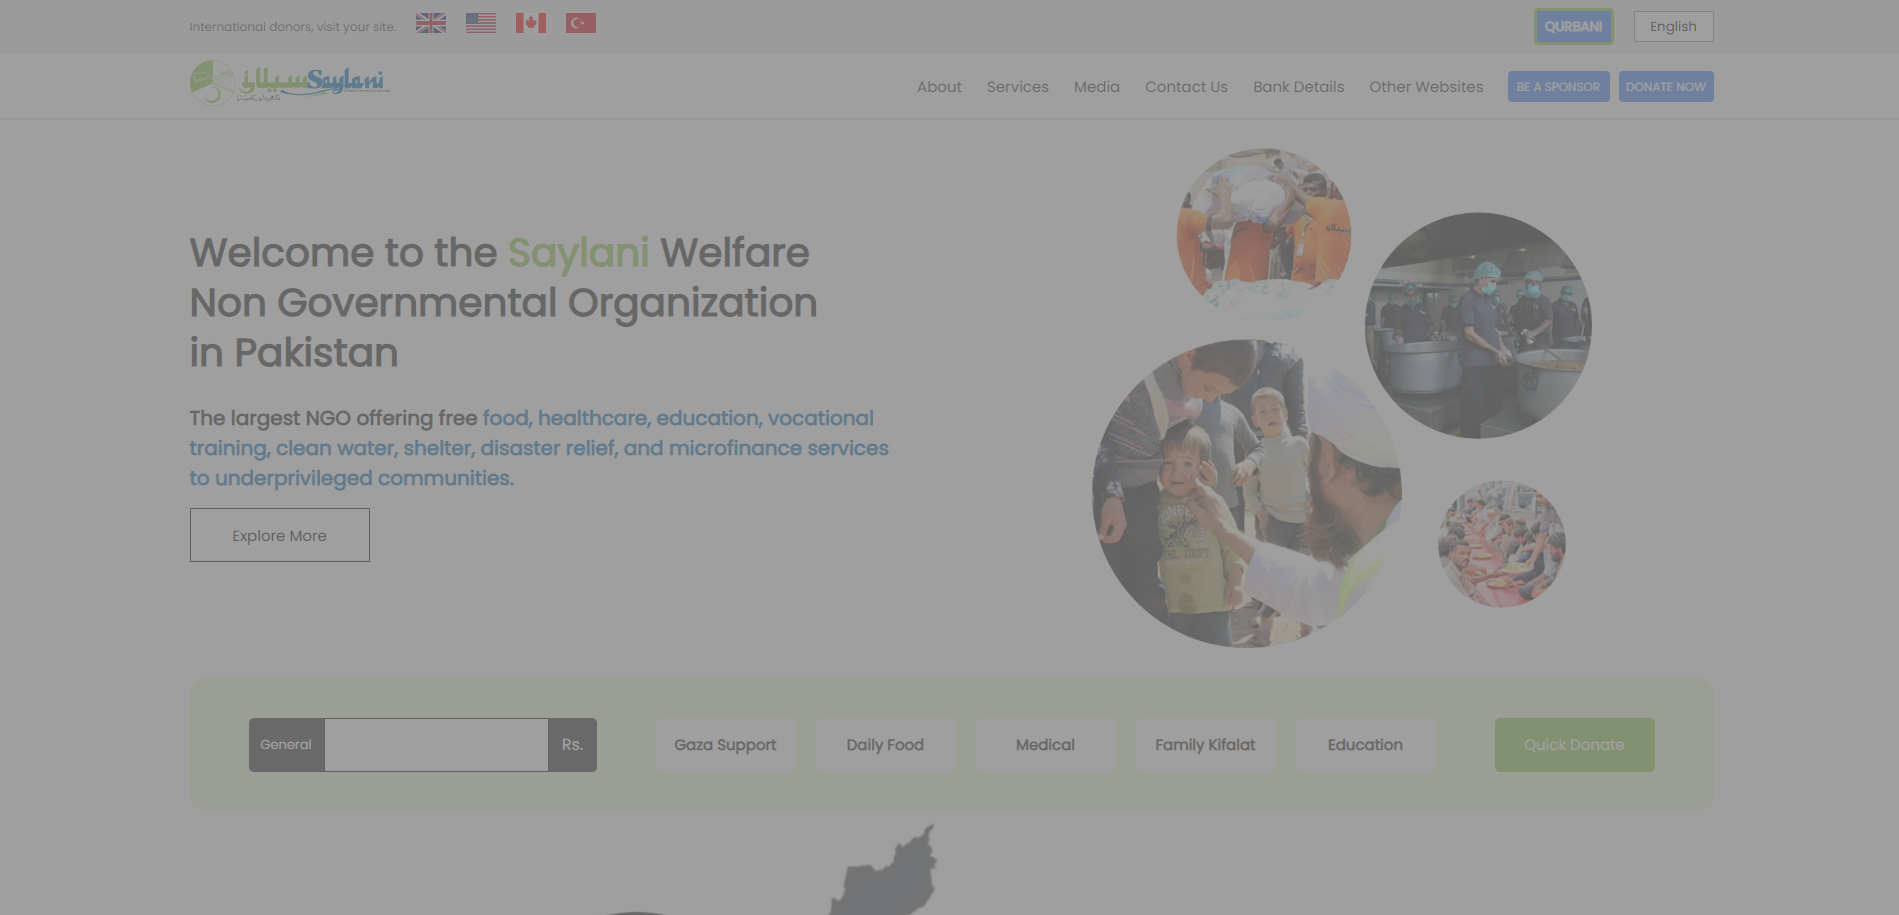 International donors, visit your site.
QURBANI
English
سیلانی Saylani
About
Services
Media
Contact Us
Bank Details
Other Websites
BE A SPONSOR
DONATE NOW
Welcome to the Saylani Welfare
Non Governmental Organization
in Pakistan
The largest NGO offering free food, healthcare, education, vocational
training, clean water, shelter, disaster relief, and microfinance services
to underprivileged communities.
Explore More
General
Rs.
Gaza Support
Daily Food
Medical
Family Kifalat
Education
Quick Donate